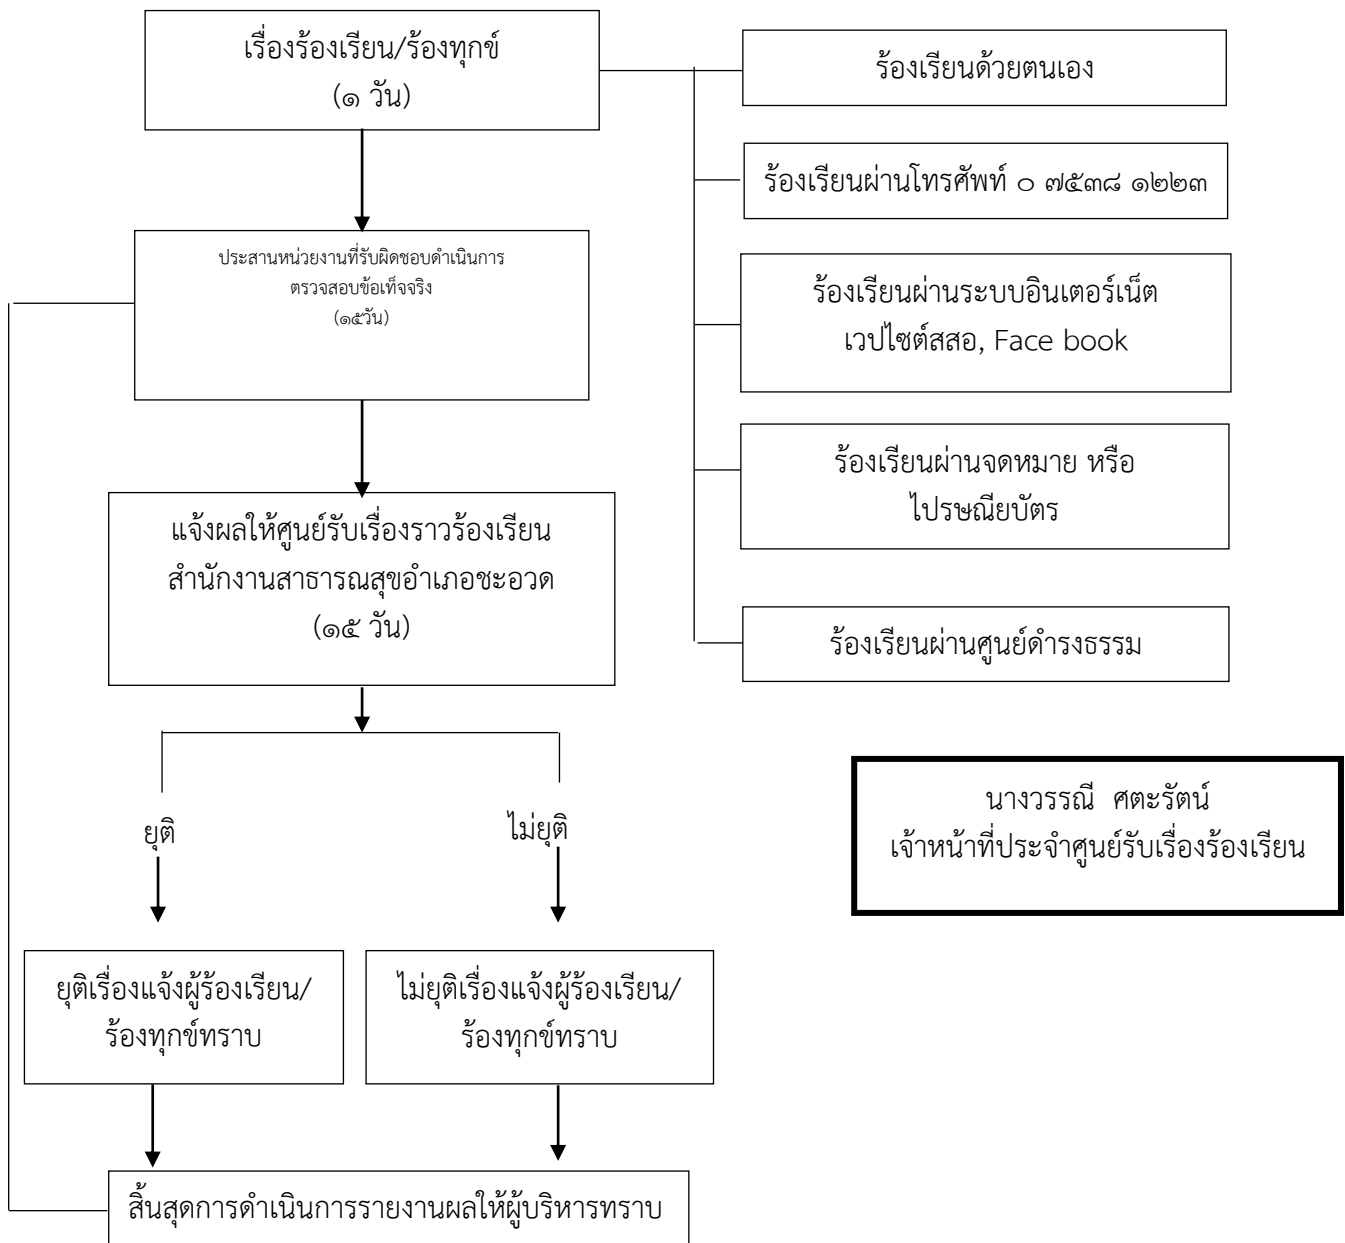 เรื่องร้องเรียน/ร้องทุกข์
(๑ วัน)
ร้องเรียนด้วยตนเอง
ร้องเรียนผ่านโทรศัพท์ ๐ ๗๕๓๘ ๑๒๒๓
ประสานหน่วยงานที่รับผิดชอบดำเนินการ
ตรวจสอบข้อเท็จจริง
(๑๕วัน)
ร้องเรียนผ่านระบบอินเตอร์เน็ต
เวปไซต์สสอ, Face book
ร้องเรียนผ่านจดหมาย หรือ
ไปรษณียบัตร
แจ้งผลให้ศูนย์รับเรื่องราวร้องเรียน
สำนักงานสาธารณสุขอำเภอชะอวด
(๑๕ วัน)
ร้องเรียนผ่านศูนย์ดำรงธรรม
นางวรรณี ศตะรัตน์
เจ้าหน้าที่ประจำศูนย์รับเรื่องร้องเรียน
ยุติ
ไม่ยุติ
ยุติเรื่องแจ้งผู้ร้องเรียน/
ร้องทุกข์ทราบ
ไม่ยุติเรื่องแจ้งผู้ร้องเรียน/
ร้องทุกข์ทราบ
สิ้นสุดการดำเนินการรายงานผลให้ผู้บริหารทราบ